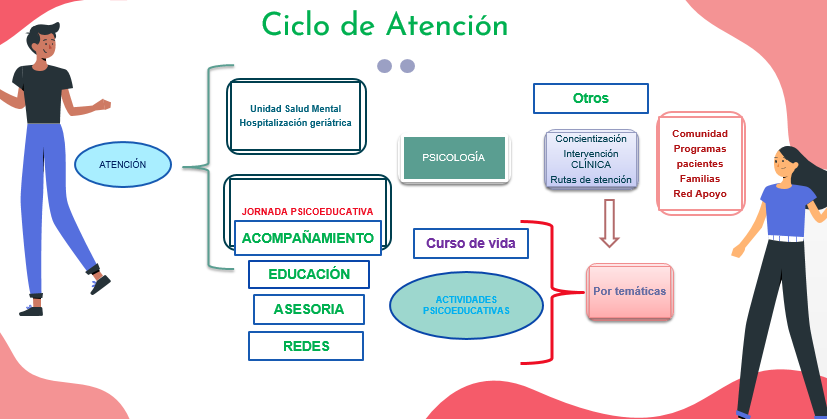 Ciclo de Atención
ATENCIÓN
Unidad Salud Mental
Hospitalización geriátrica
JORNADA PSICOEDUCATIVA
ACOMPAÑAMIENTO
EDUCACIÓN
ASESORIA
REDES
PSICOLOGÍA
Curso de vida
ACTIVIDADES
PSICOEDUCATIVAS
Otros
Concientización
Intervención
CLÍNICA
Rutas de atención
Comunidad
Programas
pacientes
Familias
Red Apoyo
Por temáticas